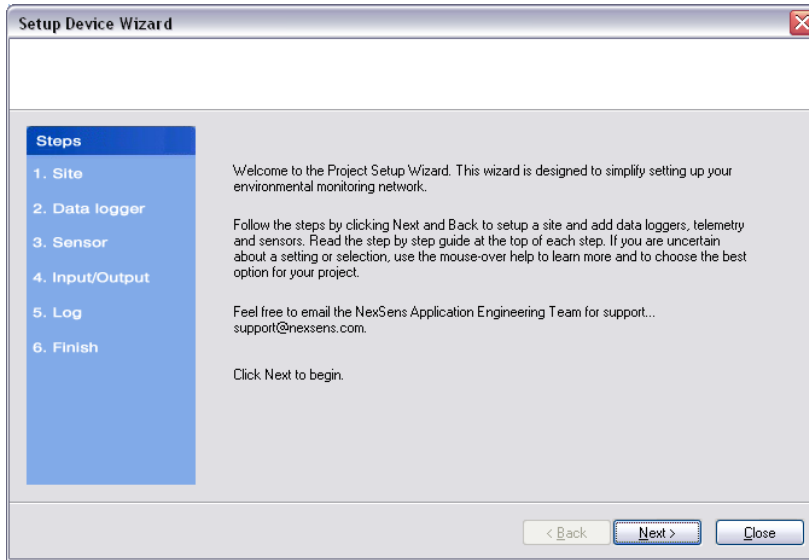 Setup Device Wizard
Steps
1. Site
2. Data logger
3. Sensor
4. Input/Output
5. Log
6. Finish
Welcome to the Project Setup Wizard. This wizard is designed to simplify setting up your
environmental monitoring network.
Follow the steps by clicking Next and Back to setup a site and add data loggers, telemetry
and sensors. Read the step by step guide at the top of each step. If you are uncertain
about a setting or selection, use the mouse-over help to learn more and to choose the best
option for your project.
Feel free to email the NexSens Application Engineering Team for support...
support@nexsens.com.
Click Next to begin.
< Back
Next >
Close